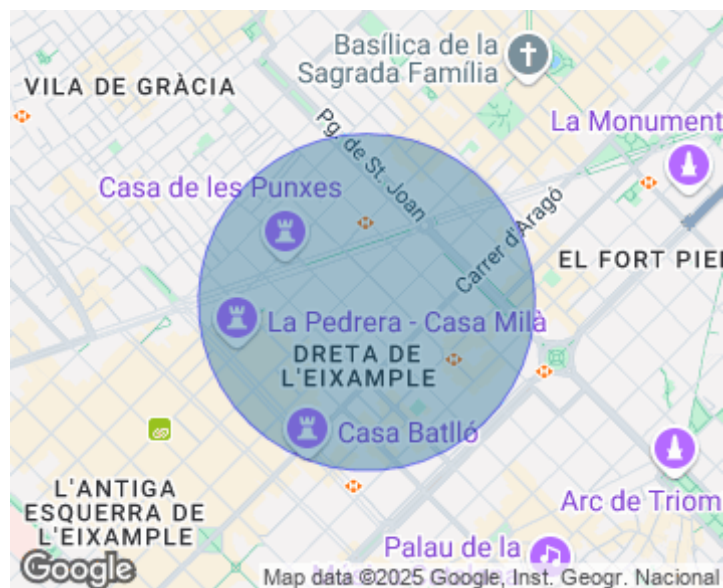 Basílica de la
Sagrada Família
VILA DE GRÀCIA
La Monument
Pg. de St. Joan
Casa de les Punxes
Carrer d'Aragó
EL FORT PIEN
La Pedrera - Casa Milà
DRETA DE
L'EIXAMPLE
Casa Batlló
L'ANTIGA
ESQUERRA DE
L'EIXAMPLE
Arc de Triom
Palau de la
Google
Map data ©2025 Google, Inst. Geogr. Nacional